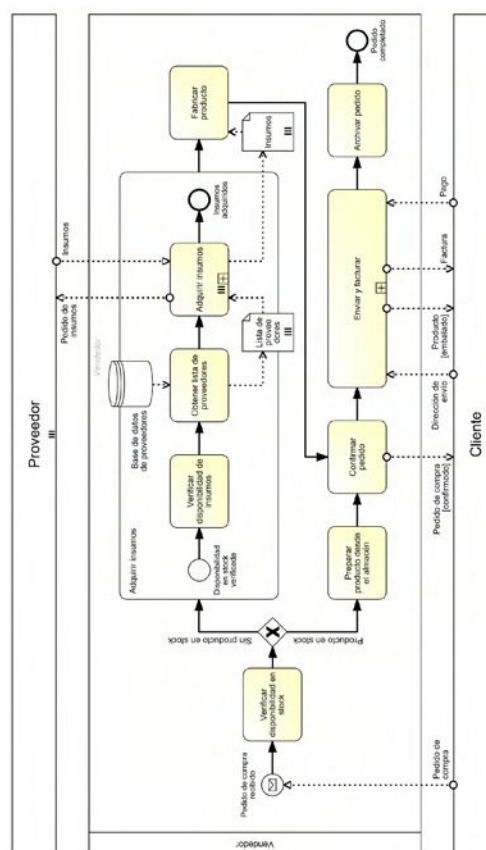 Proveedor
Pedido de
insumos
Insumos
Vendedor
Base de datos
de proveedores
Adquirir insumos
Disponibilidad
en stock
verificada
Verificar
disponibilidad de
insumos
Obtener lista de
proveedores
Adquirir insumos
Insumos
adquiridos
Fabricar
producto
Lista de
provee
dores
Insumos
Sin producto en stock
Producto en stock
Pedido de compra
recibido
Verificar
disponibilidad en
stock
Preparar
producto desde
el almacén
Confirmar
pedido
Enviar y facturar
Archivar pedido
Pedido
completado
Vendedor
Pedido de
compra
Pedido de compra
[confirmado]
Dirección de
envío
Producto
[embalado]
Factura
Pago
Cliente